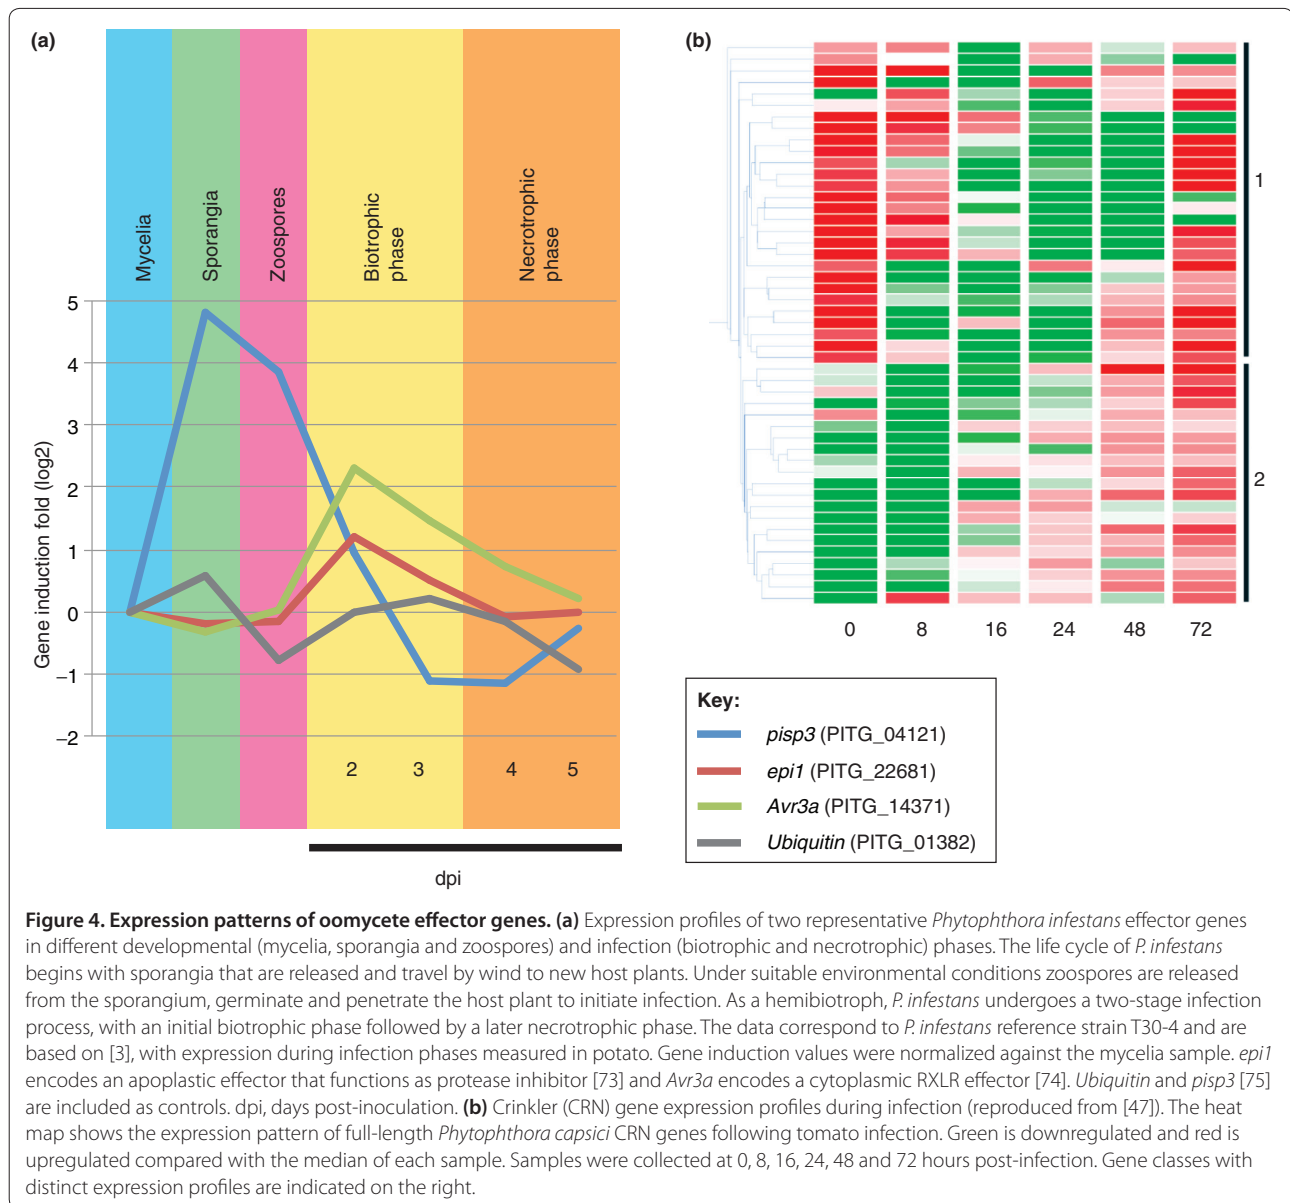 (a)
Mycelia
Sporangia
Zoospores
Biotrophic
phase
Necrotrophic
phase
Gene induction fold (log2)
5
4
3
2
1
0
–1
–2
2 3 4 5
dpi
(b)
1
2
0 8 16 24 48 72
Key:
pisp3 (PITG_04121)
epi1 (PITG_22681)
Avr3a (PITG_14371)
Ubiquitin (PITG_01382)
Figure 4. Expression patterns of oomycete effector genes. (a) Expression profiles of two representative Phytophthora infestans effector genes
in different developmental (mycelia, sporangia and zoospores) and infection (biotrophic and necrotrophic) phases. The life cycle of P. infestans
begins with sporangia that are released and travel by wind to new host plants. Under suitable environmental conditions zoospores are released
from the sporangium, germinate and penetrate the host plant to initiate infection. As a hemibiotroph, P. infestans undergoes a two-stage infection
process, with an initial biotrophic phase followed by a later necrotrophic phase. The data correspond to P. infestans reference strain T30-4 and are
based on [3], with expression during infection phases measured in potato. Gene induction values were normalized against the mycelia sample. epi1
encodes an apoplastic effector that functions as protease inhibitor [73] and Avr3a encodes a cytoplasmic RXLR effector [74]. Ubiquitin and pisp3 [75]
are included as controls. dpi, days post-inoculation. (b) Crinkler (CRN) gene expression profiles during infection (reproduced from [47]). The heat
map shows the expression pattern of full-length Phytophthora capsici CRN genes following tomato infection. Green is downregulated and red is
upregulated compared with the median of each sample. Samples were collected at 0, 8, 16, 24, 48 and 72 hours post-infection. Gene classes with
distinct expression profiles are indicated on the right.